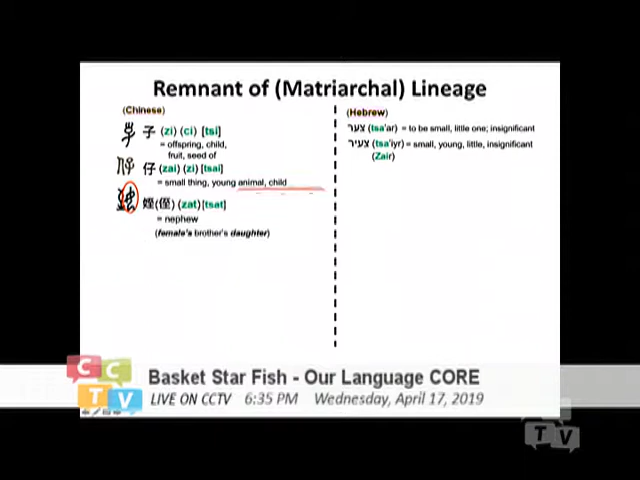 Remnant of (Matriarchal) Lineage
(Chinese)
子 (zi) (ci) [tsi]
= offspring, child,
fruit, seed of
仔 (zai) (zi) [tsai]
= small thing, young animal, child
姪(侄) (zat) [tsat]
= nephew
(female's brother's daughter)
(Hebrew)
צער (tsa'ar) = to be small, little one; insignificant
צעיר (tsa'iyr) = small, young, little, insignificant
(Zair)
C C T V
Basket Star Fish - Our Language CORE
LIVE ON CCTV 6:35 PM Wednesday, April 17, 2019
T V